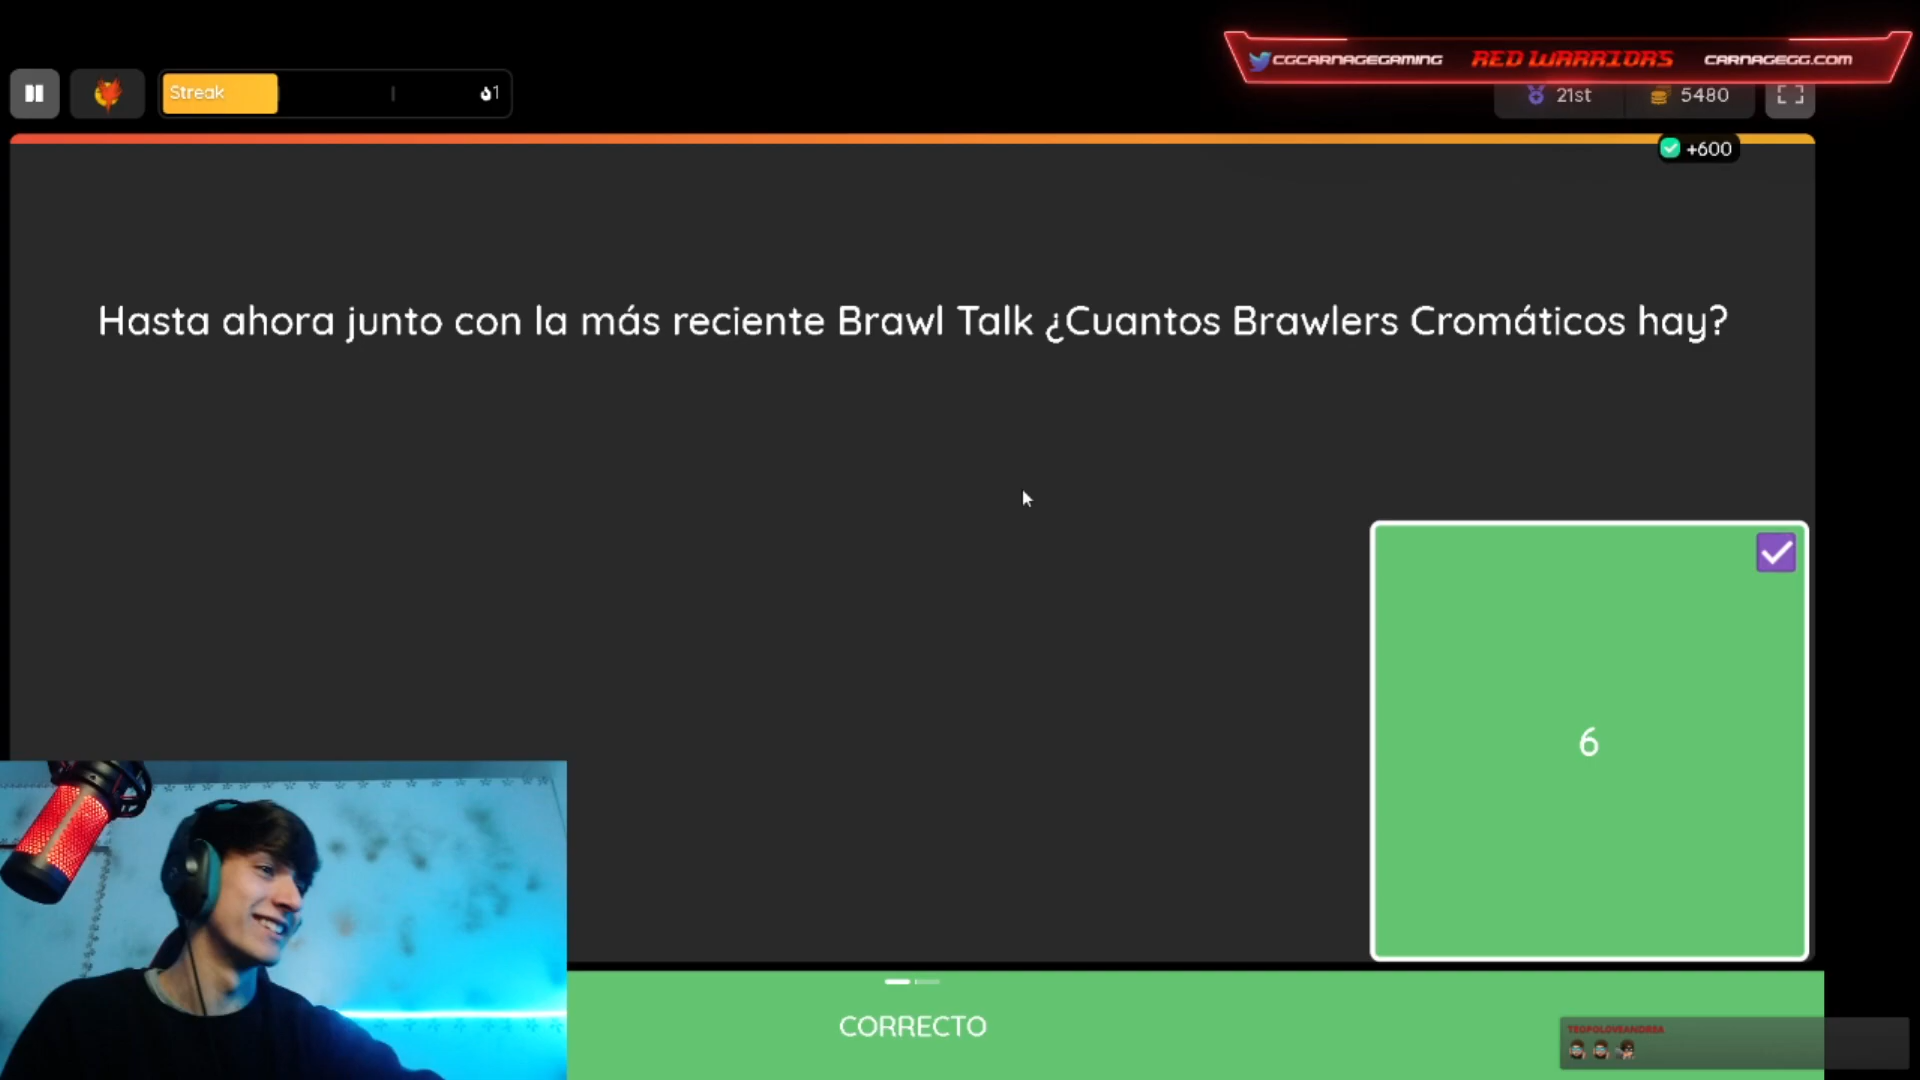 CGCARNAGEGAMING RED WARRIORS CARNAGEGG.COM
Streak 1
21st 5480
+600
Hasta ahora junto con la más reciente Brawl Talk ¿Cuantos Brawlers Cromáticos hay?
6
CORRECTO
TEOPOLOVEANDREA